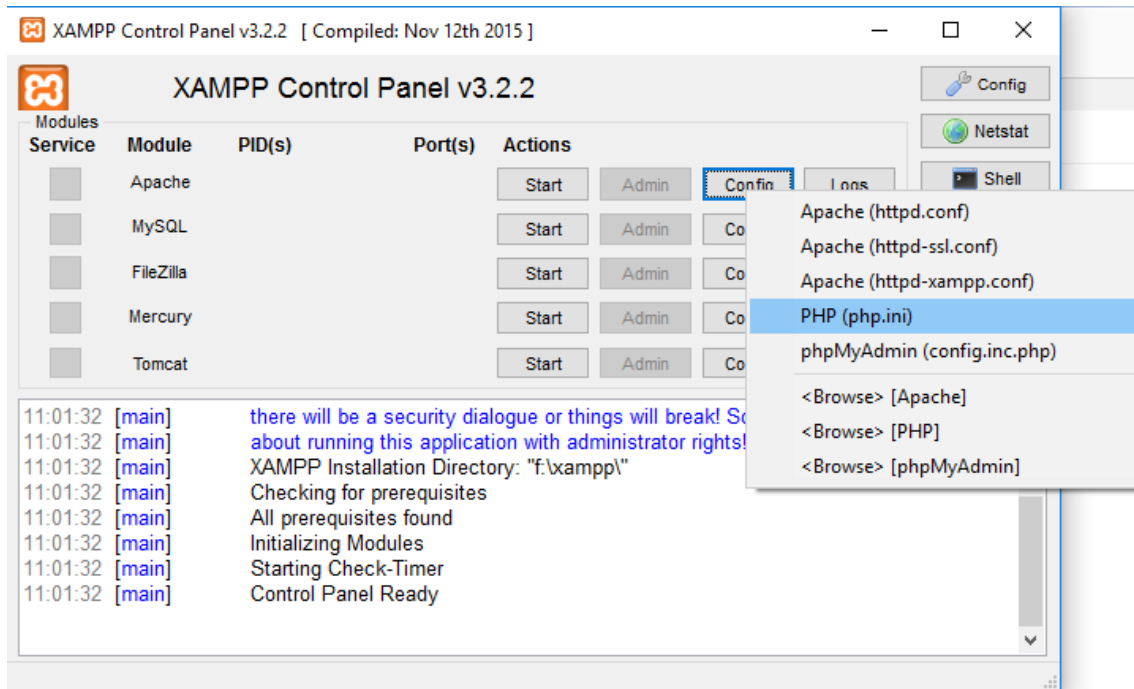 XAMPP Control Panel v3.2.2 [ Compiled: Nov 12th 2015 ]
XAMPP Control Panel v3.2.2
Config
Modules
Service Module PID(s) Port(s) Actions
Netstat
Apache Start Admin Config Logs
Shell
MySQL Start Admin
FileZilla Start Admin
Mercury Start Admin
Tomcat Start Admin
Apache (httpd.conf)
Apache (httpd-ssl.conf)
Apache (httpd-xampp.conf)
PHP (php.ini)
phpMyAdmin (config.inc.php)
<Browse> [Apache]
<Browse> [PHP]
<Browse> [phpMyAdmin]
11:01:32 [main] there will be a security dialogue or things will break!
11:01:32 [main] about running this application with administrator rights!
11:01:32 [main] XAMPP Installation Directory: "f:\xampp\"
11:01:32 [main] Checking for prerequisites
11:01:32 [main] All prerequisites found
11:01:32 [main] Initializing Modules
11:01:32 [main] Starting Check-Timer
11:01:32 [main] Control Panel Ready